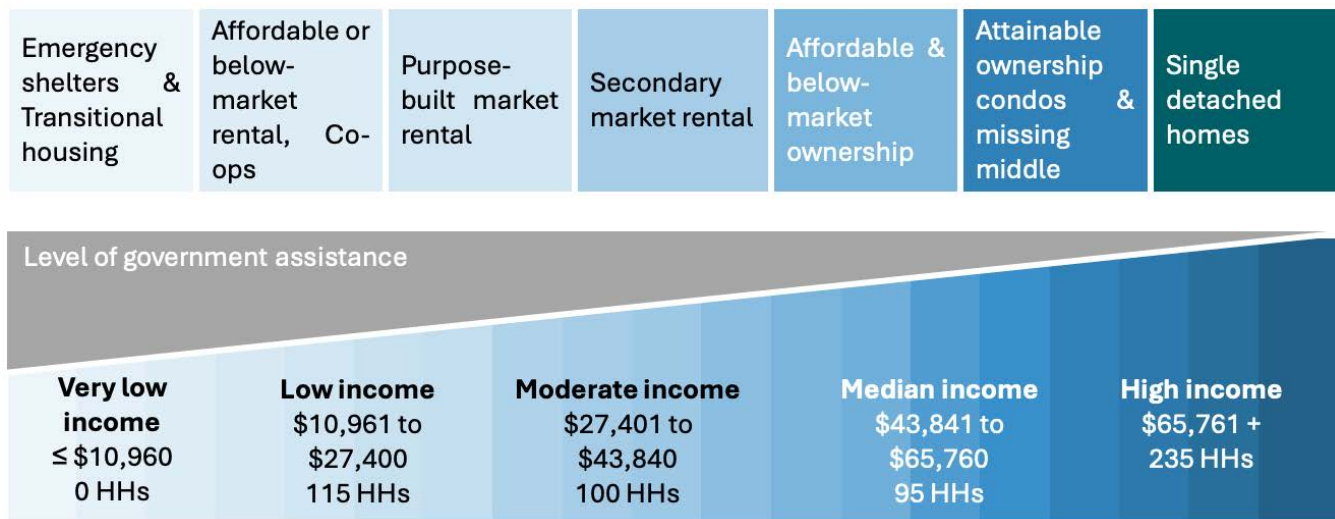 Emergency
shelters &
Transitional
housing
Affordable or
below-
market
rental, Co-
ops
Purpose-
built market
rental
Secondary
market rental
Affordable &
below-
market
ownership
Attainable
ownership
condos &
missing
middle
Single
detached
homes
Level of government assistance
Very low
income
≤ $10,960
0 HHs
Low income
$10,961 to
$27,400
115 HHs
Moderate income
$27,401 to
$43,840
100 HHs
Median income
$43,841 to
$65,760
95 HHs
High income
$65,761 +
235 HHs